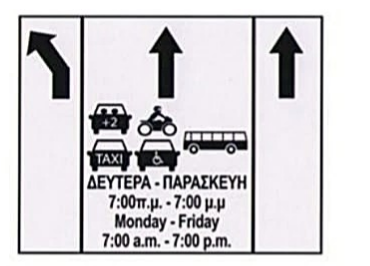 +2
TAXI
ΔΕΥΤΕΡΑ - ΠΑΡΑΣΚΕΥΗ
7:00π.μ. - 7:00 μ.μ
Monday - Friday
7:00 a.m. - 7:00 p.m.